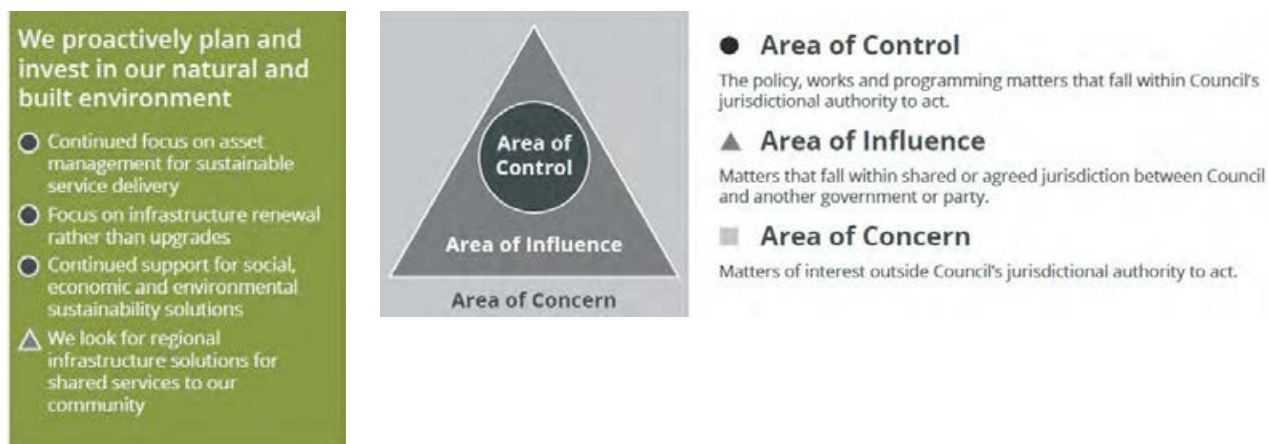 We proactively plan and
invest in our natural and
built environment
Continued focus on asset
management for sustainable
service delivery
Focus on infrastructure renewal
rather than upgrades
Continued support for social,
economic and environmental
sustainability solutions
We look for regional
infrastructure solutions for
shared services to our
community
Area of
Control
Area of Influence
Area of Concern
Area of Control
The policy, works and programming matters that fall within Council's
jurisdictional authority to act.
Area of Influence
Matters that fall within shared or agreed jurisdiction between Council
and another government or party.
Area of Concern
Matters of interest outside Council's jurisdictional authority to act.